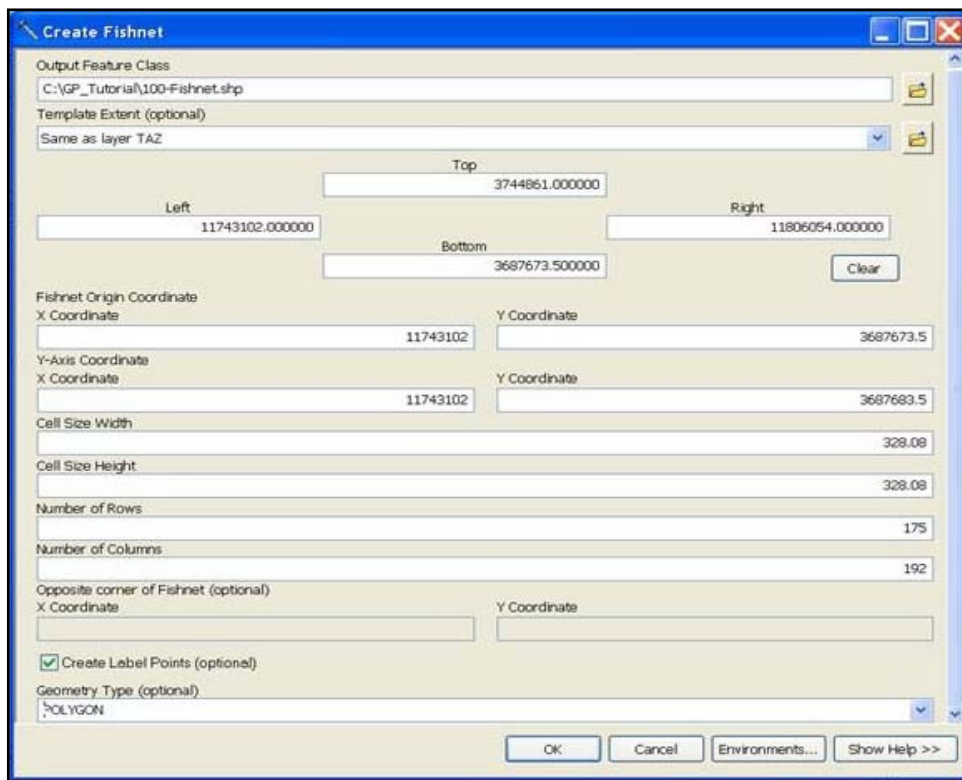 Create Fishnet
Output Feature Class
C:\GP_Tutorial\100-Fishnet.shp
Template Extent (optional)
Same as layer TAZ
Top
3744861.000000
Left
Right
11743102.000000
11806054.000000
Bottom
3687673.500000
Clear
Fishnet Origin Coordinate
X Coordinate
Y Coordinate
11743102
3687673.5
Y-Axis Coordinate
X Coordinate
Y Coordinate
11743102
3687683.5
Cell Size Width
328.08
Cell Size Height
328.08
Number of Rows
175
Number of Columns
192
Opposite corner of Fishnet (optional)
X Coordinate
Y Coordinate
Create Label Points (optional)
Geometry Type (optional)
POLYGON
OK
Cancel
Environments...
Show Help >>